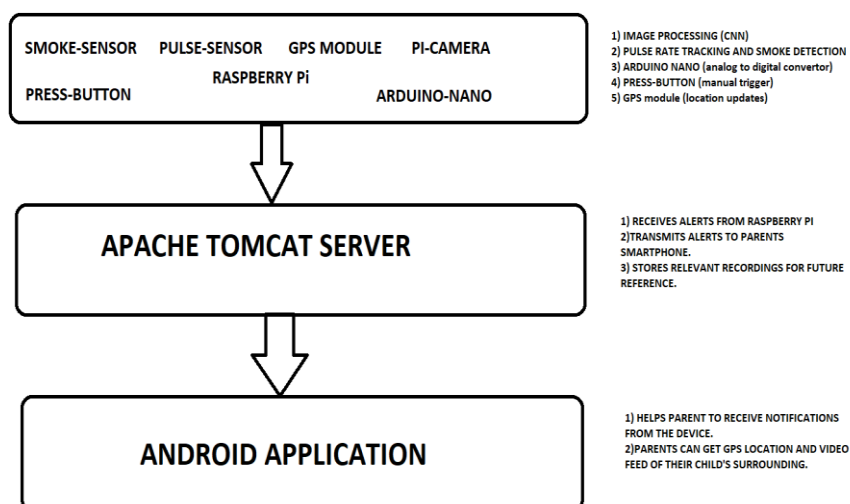 SMOKE-SENSOR PULSE-SENSOR GPS MODULE PI-CAMERA
RASPBERRY Pi
PRESS-BUTTON ARDUINO-NANO
1) IMAGE PROCESSING (CNN)
2) PULSE RATE TRACKING AND SMOKE DETECTION
3) ARDUINO NANO (analog to digital convertor)
4) PRESS-BUTTON (manual trigger)
5) GPS module (location updates)
APACHE TOMCAT SERVER
1) RECEIVES ALERTS FROM RASPBERRY PI
2)TRANSMITS ALERTS TO PARENTS
SMARTPHONE.
3) STORES RELEVANT RECORDINGS FOR FUTURE
REFERENCE.
ANDROID APPLICATION
1) HELPS PARENT TO RECEIVE NOTIFICATIONS
FROM THE DEVICE.
2)PARENTS CAN GET GPS LOCATION AND VIDEO
FEED OF THEIR CHILD'S SURROUNDING.